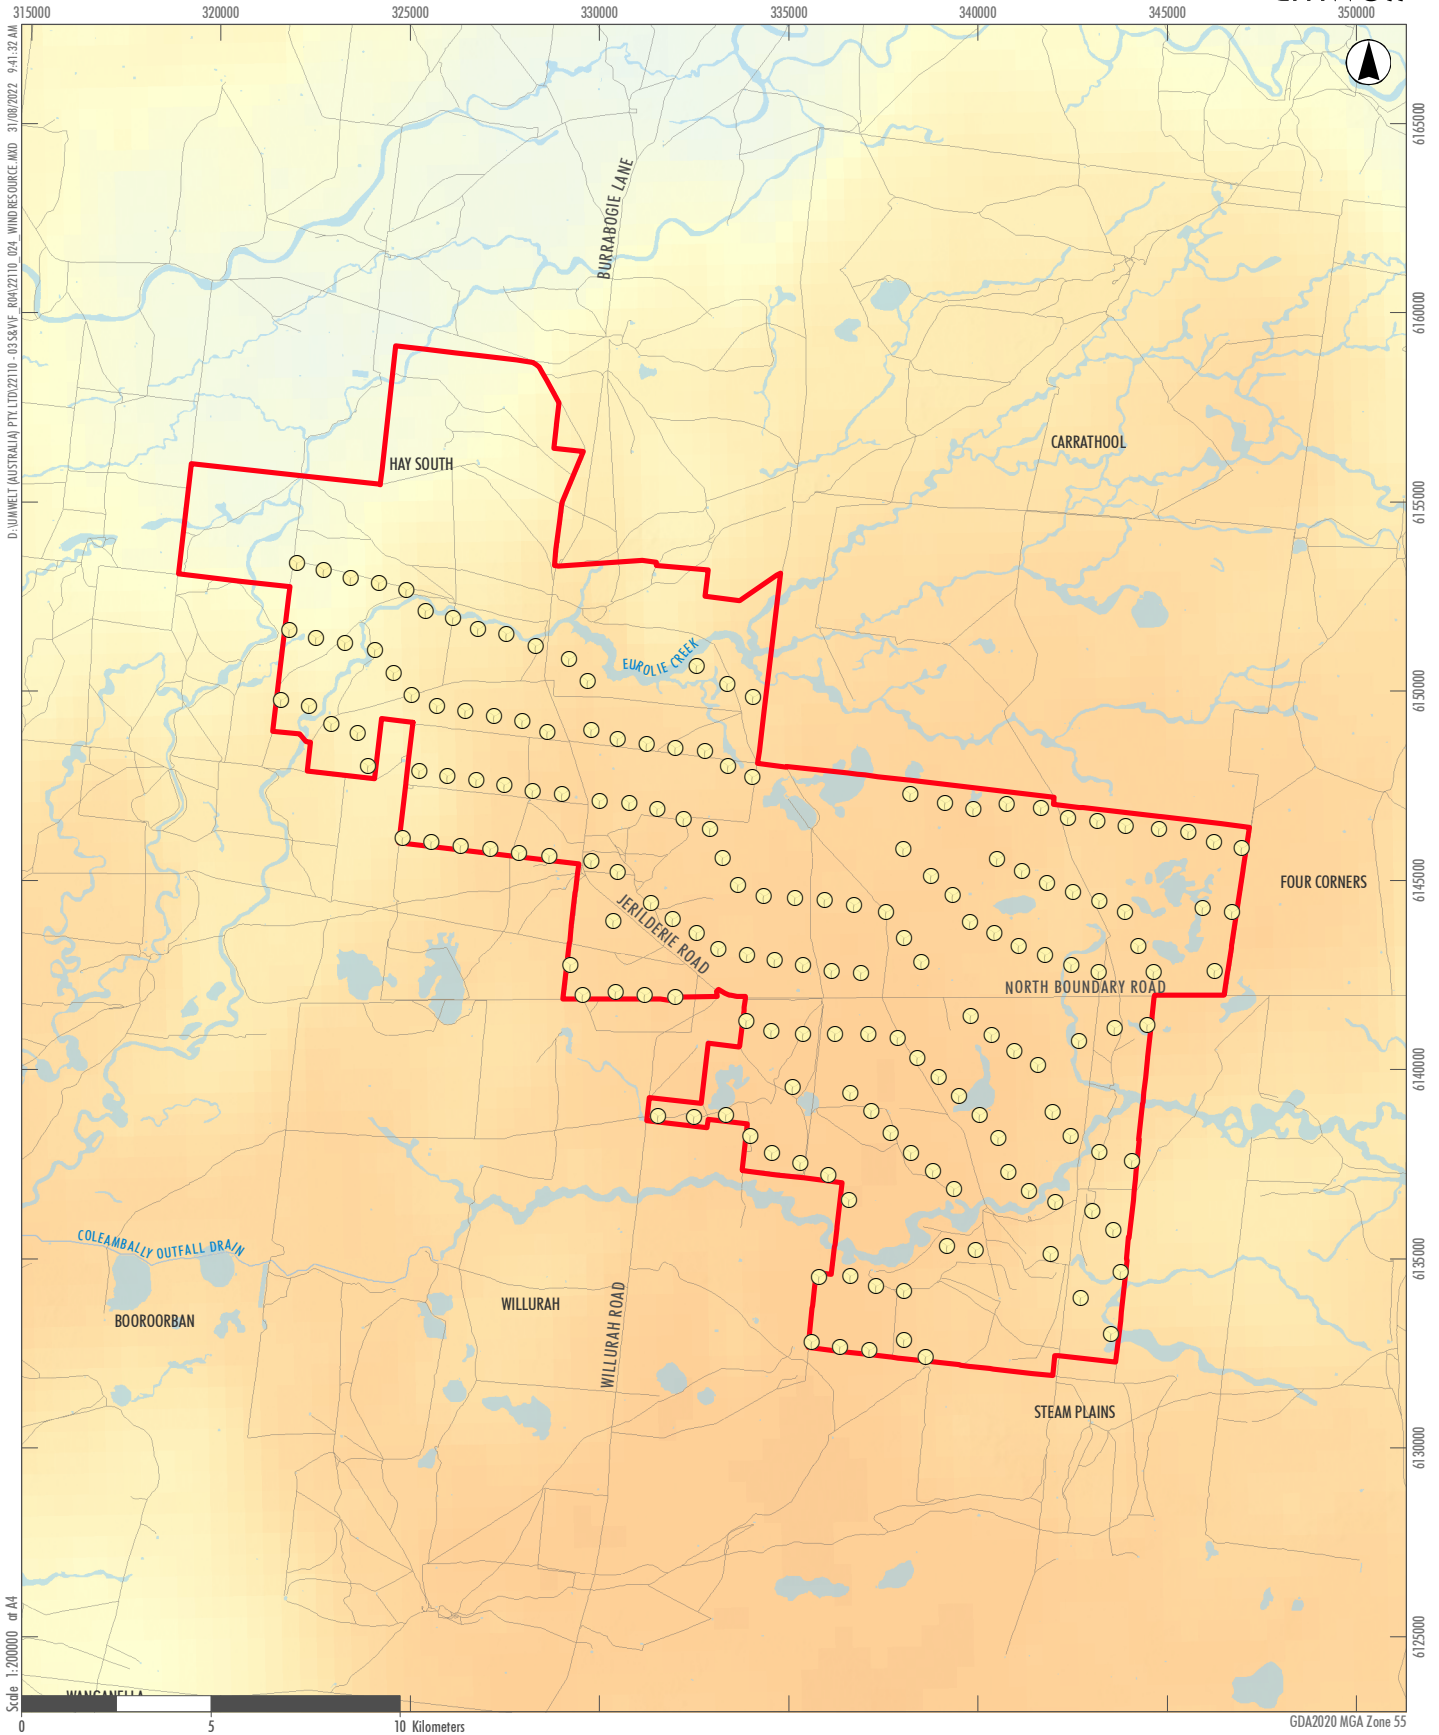 315000 320000 325000 330000 335000 340000 345000 350000
D:\UMWELT (AUSTRALIA) PTY. LTD\22110 - 03 S&V\F_R04\22110_024_WINDRESOURCE.MXD 31/08/2022 9:41:32 AM
6165000
BURRABOGIE LANE
6160000
CARRATHOOL
HAY SOUTH
6155000
EUROLIE CREEK
6150000
FOUR CORNERS
6145000
JERILDERIE ROAD
NORTH BOUNDARY ROAD
6140000
COLEAMBALLY OUTFALL DRAIN
6135000
WILLURAH
BOOROORBAN
WILLURAH ROAD
STEAM PLAINS
6130000
6125000
Scale 1:200000 at A4
WANGANELLA
0 5 10 Kilometers
GDA2020 MGA Zone 55